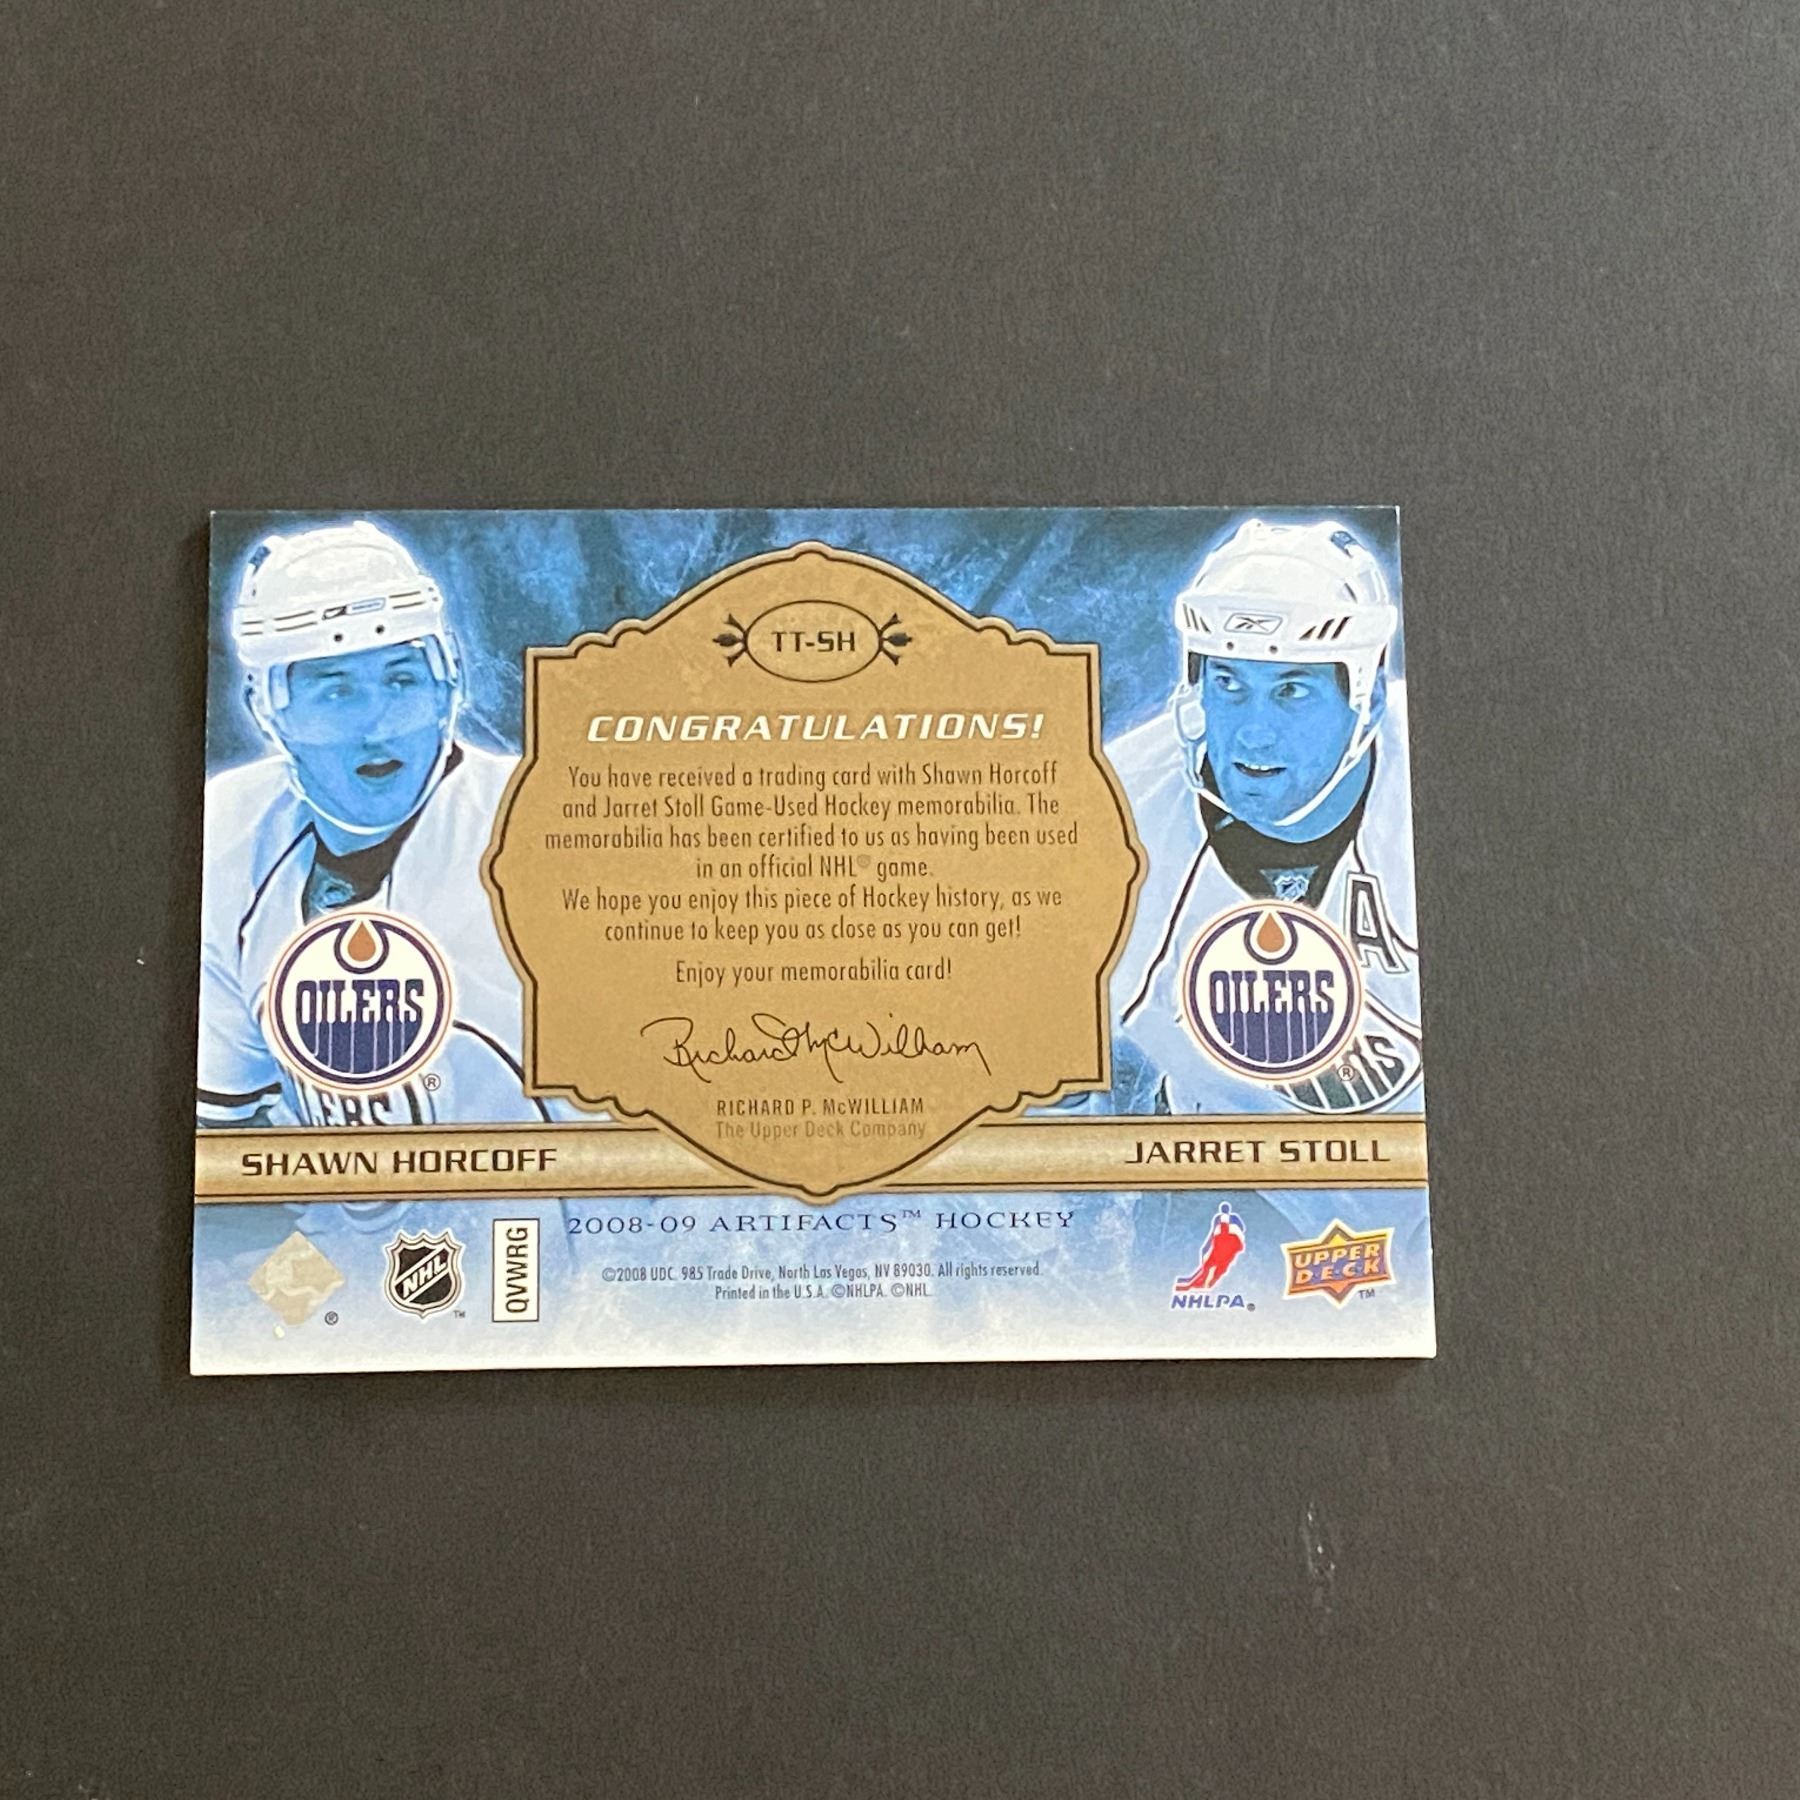 TT-SH
CONGRATULATIONS!
You have received a trading card with Shawn Horcoff
and Jarret Stoll Game-Used Hockey memorabilia. The
memorabilia has been certified to us as having been used
in an official NHL® game.
We hope you enjoy this piece of Hockey history, as we
continue to keep you as close as you can get!
Enjoy your memorabilia card!
Richard P. McWilliam
RICHARD P. McWILLIAM
The Upper Deck Company
OILERS
®
OILERS
®
A
SHAWN HORCOFF
JARRET STOLL
2008-09 ARTIFACTS™ HOCKEY
©2008 UDC. 985 Trade Drive, North Las Vegas, NV 89030. All rights reserved.
Printed in the U.S.A. ©NHLPA. ©NHL.
®
NHL
™
QVWRG
NHLPA®
UPPER
DECK
™